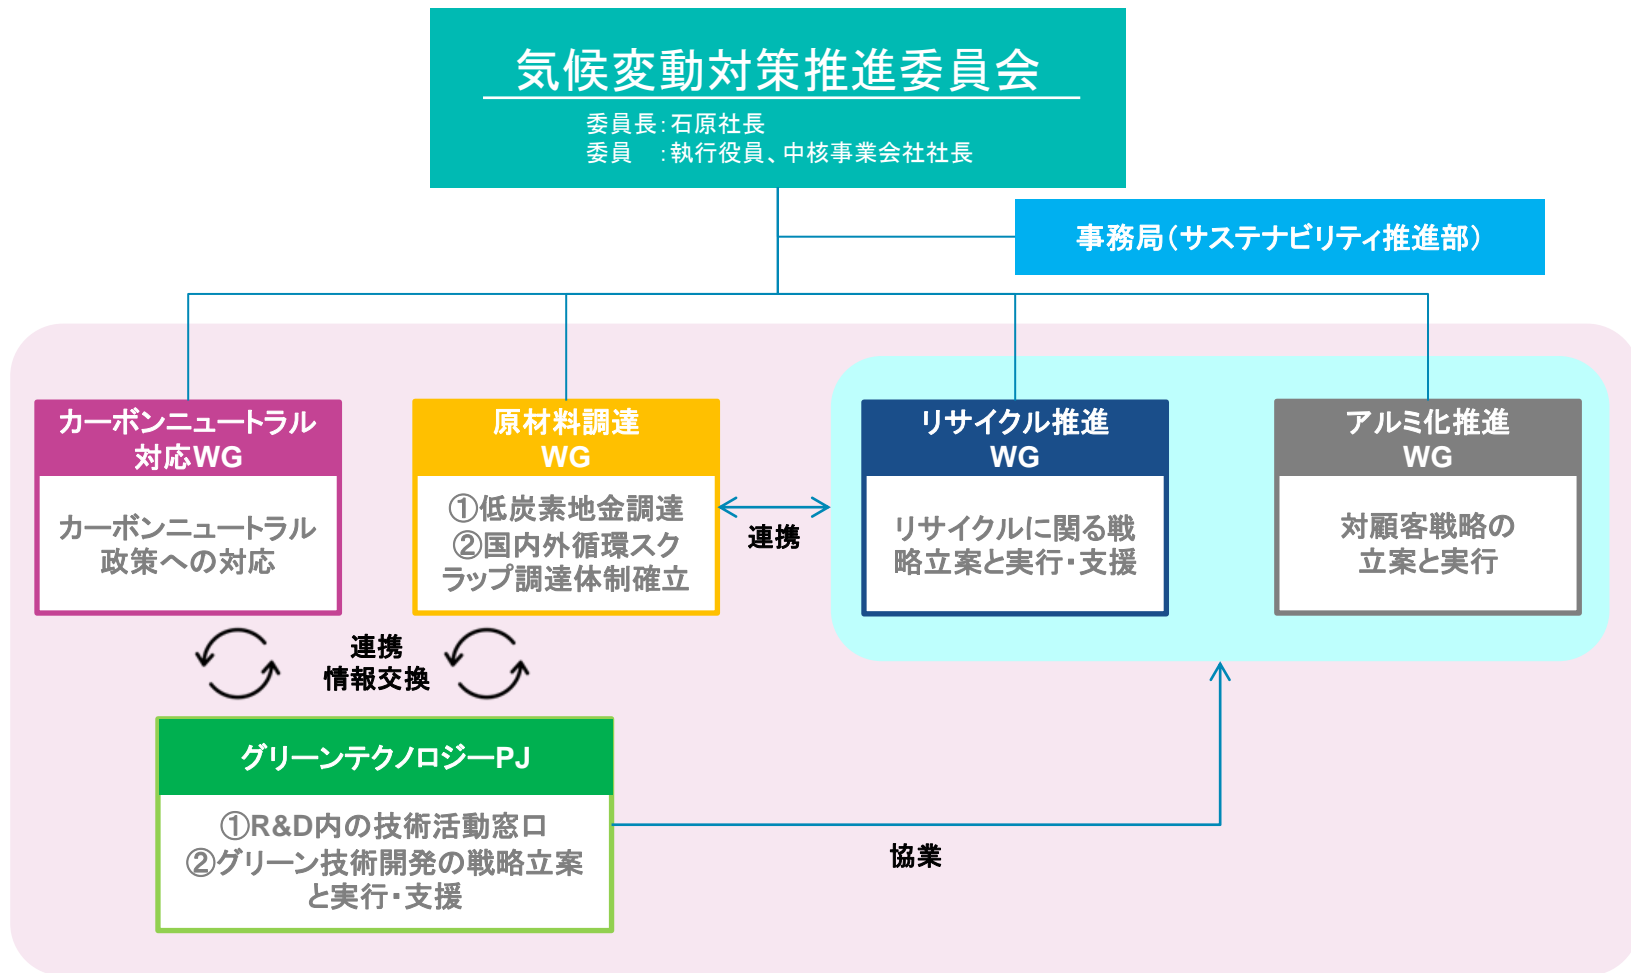 気候変動対策推進委員会
委員長：石原社長
委員　：執行役員、中核事業会社社長
事務局（サステナビリティ推進部）
カーボンニュートラル
対応WG
カーボンニュートラル
政策への対応
原材料調達
WG
①低炭素地金調達
②国内外循環スク
ラップ調達体制確立
連携
リサイクル推進
WG
リサイクルに関る戦
略立案と実行・支援
アルミ化推進
WG
対顧客戦略の
立案と実行
連携
情報交換
グリーンテクノロジーPJ
①R&D内の技術活動窓口
②グリーン技術開発の戦略立案
と実行・支援
協業